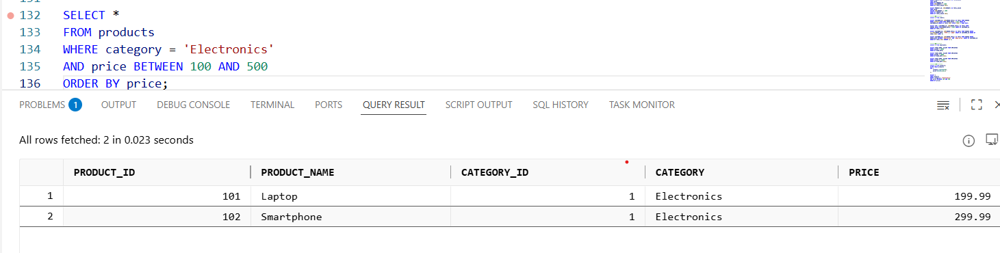 132 SELECT *
133 FROM products
134 WHERE category = 'Electronics'
135 AND price BETWEEN 100 AND 500
136 ORDER BY price;
PROBLEMS 1 OUTPUT DEBUG CONSOLE TERMINAL PORTS QUERY RESULT SCRIPT OUTPUT SQL HISTORY TASK MONITOR
All rows fetched: 2 in 0.023 seconds
PRODUCT_ID PRODUCT_NAME CATEGORY_ID CATEGORY PRICE
1 101 Laptop 1 Electronics 199.99
2 102 Smartphone 1 Electronics 299.99